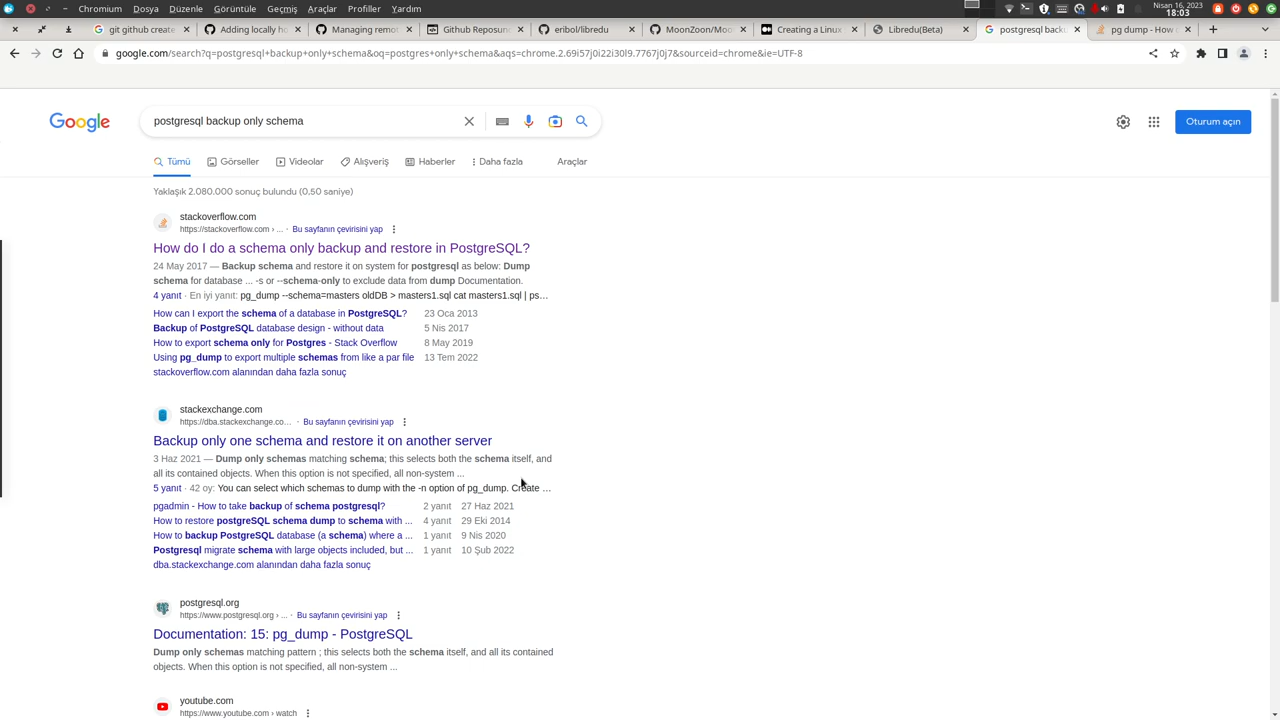 Chromium Dosya Düzenle Görünüm Geçmiş Araçlar Profiller Yardım
Nisan 16, 2023
18:03
git github create
Adding locally h
Managing remot
Github Reposun
eribol/libredu
MoonZoon/Moo
Creating a Linux
Libredu(Beta)
postgresql back
pg dump - How
google.com/search?q=postgresql+backup+only+schema&oq=postgres+only+schema&aqs=chrome.2.69i57j0i22i30l9.7767j0j7&sourceid=chrome&ie=UTF-8
Google
postgresql backup only schema
Oturum açın
Tümü Görseller Videolar Alışveriş Haberler Daha fazla Araçlar
Yaklaşık 2.080.000 sonuç bulundu (0,50 saniye)
stackoverflow.com
https://stackoverflow.com › ... · Bu sayfanın çevirisini yap
How do I do a schema only backup and restore in PostgreSQL?
24 May 2017 — Backup schema and restore it on system for postgresql as below: Dump
schema for database ... -s or --schema-only to exclude data from dump Documentation.
4 yanıt · En iyi yanıt: pg_dump --schema=masters oldDB > masters1.sql cat masters1.sql | ps…
How can I export the schema of a database in PostgreSQL? 23 Oca 2013
Backup of PostgreSQL database design - without data 5 Nis 2017
How to export schema only for Postgres - Stack Overflow 8 May 2019
Using pg_dump to export multiple schemas from like a par file 13 Tem 2022
stackoverflow.com alanından daha fazla sonuç
stackexchange.com
https://dba.stackexchange.co… · Bu sayfanın çevirisini yap
Backup only one schema and restore it on another server
3 Haz 2021 — Dump only schemas matching schema; this selects both the schema itself, and
all its contained objects. When this option is not specified, all non-system ...
5 yanıt · 42 oy: You can select which schemas to dump with the -n option of pg_dump. Create …
pgadmin - How to take backup of schema postgresql? 2 yanıt 27 Haz 2021
How to restore postgreSQL schema dump to schema with ... 4 yanıt 29 Eki 2014
How to backup PostgreSQL database (a schema) where a ... 1 yanıt 9 Nis 2020
Postgresql migrate schema with large objects included, but ... 1 yanıt 10 Şub 2022
dba.stackexchange.com alanından daha fazla sonuç
postgresql.org
https://www.postgresql.org › ... · Bu sayfanın çevirisini yap
Documentation: 15: pg_dump - PostgreSQL
Dump only schemas matching pattern ; this selects both the schema itself, and all its contained
objects. When this option is not specified, all non-system ...
youtube.com
https://www.youtube.com › watch